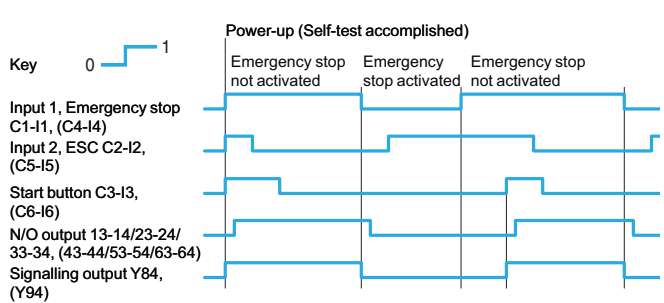 Power-up (Self-test accomplished)
Key 0 1
Emergency stop
not activated
Emergency
stop activated
Emergency stop
not activated
Input 1, Emergency stop
C1-I1, (C4-I4)
Input 2, ESC C2-I2,
(C5-I5)
Start button C3-I3,
(C6-I6)
N/O output 13-14/23-24/
33-34, (43-44/53-54/63-64)
Signalling output Y84,
(Y94)